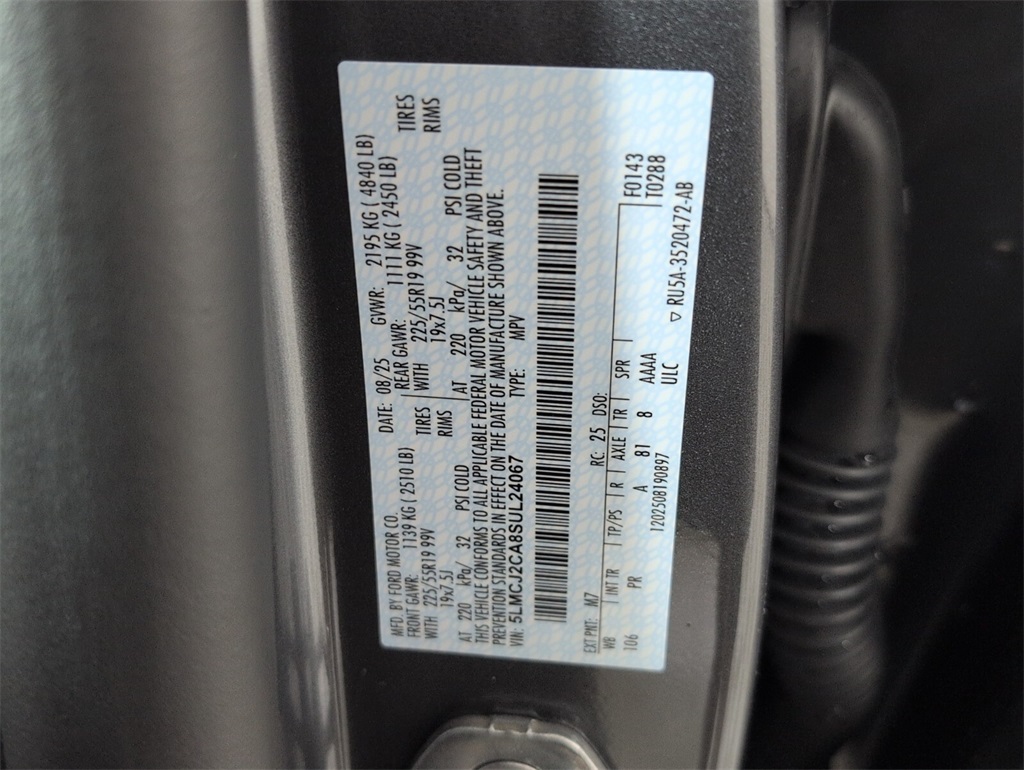 MFD. BY FORD MOTOR CO.
DATE: 08/25 GVWR: 2195 KG ( 4840 LB)
FRONT GAWR: 1139 KG ( 2510 LB) REAR GAWR: 1111 KG ( 2450 LB)
WITH 225/55R19 99V TIRES WITH 225/55R19 99V TIRES
19x7.5J RIMS 19x7.5J RIMS
AT 220 kPa/ 32 PSI COLD AT 220 kPa/ 32 PSI COLD
THIS VEHICLE CONFORMS TO ALL APPLICABLE FEDERAL MOTOR VEHICLE SAFETY AND THEFT
PREVENTION STANDARDS IN EFFECT ON THE DATE OF MANUFACTURE SHOWN ABOVE.
VIN: 5LMCJ2CA8SUL24067 TYPE: MPV
EXT PNT: M7 RC: 25 DSO:
WB INT TR TP/PS R AXLE TR SPR F0143
106 PR A 81 8 AAAA T0288
1202508190897 ULC
▽ RU5A-3520472-AB